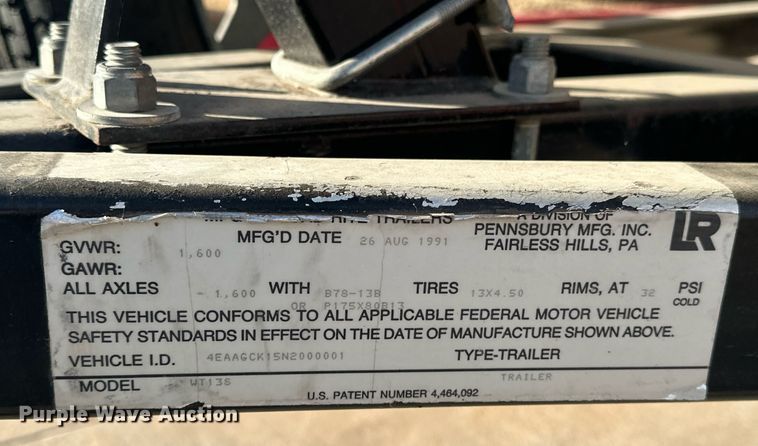 RITE TRAILERS A DIVISION OF
MFG'D DATE 26 AUG 1991 PENNSBURY MFG. INC.
GVWR: 1,600 FAIRLESS HILLS, PA
LR
GAWR:
ALL AXLES - 1,600 WITH B78-13B TIRES 13X4.50 RIMS, AT 32 PSI
OR P175X80B13 COLD
THIS VEHICLE CONFORMS TO ALL APPLICABLE FEDERAL MOTOR VEHICLE
SAFETY STANDARDS IN EFFECT ON THE DATE OF MANUFACTURE SHOWN ABOVE.
VEHICLE I.D. 4EAAGCK15N2000001 TYPE-TRAILER
MODEL WT13S TRAILER
U.S. PATENT NUMBER 4,464,092
Purple Wave Auction